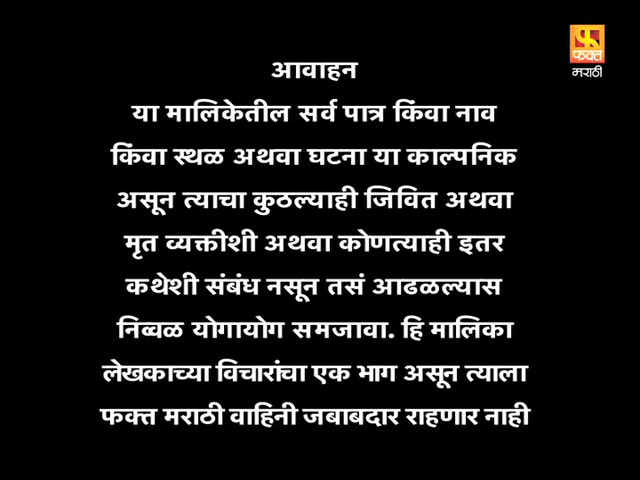 फक्त
मराठी
आवाहन
या मालिकेतील सर्व पात्र किंवा नाव
किंवा स्थळ अथवा घटना या काल्पनिक
असून त्याचा कुठल्याही जिवित अथवा
मृत व्यक्तीशी अथवा कोणत्याही इतर
कथेशी संबंध नसून तसं आढळल्यास
निव्वळ योगायोग समजावा. हि मालिका
लेखकाच्या विचारांचा एक भाग असून त्याला
फक्त मराठी वाहिनी जबाबदार राहणार नाही